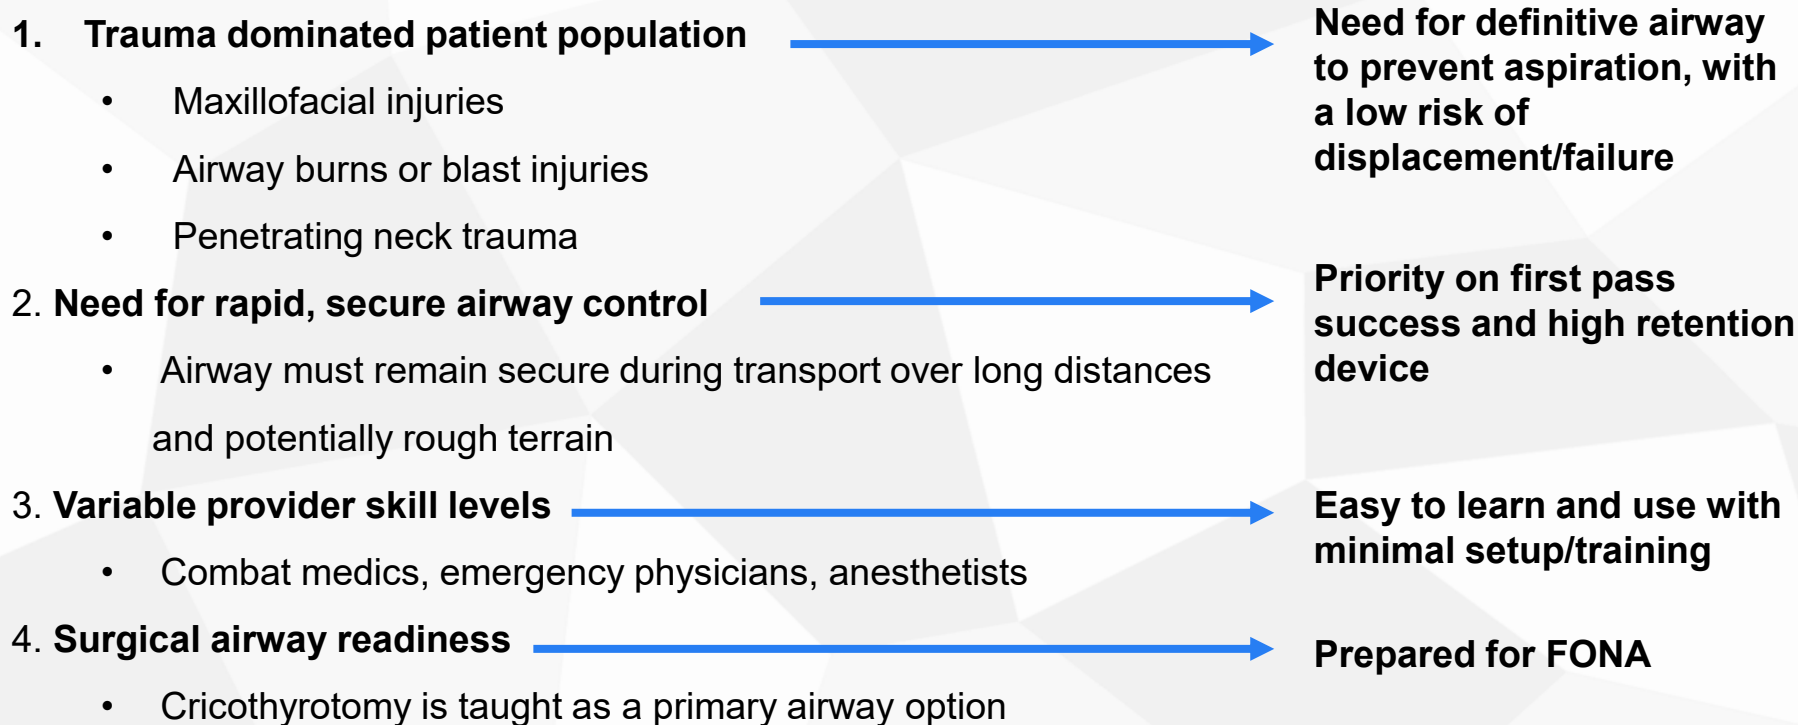 1. Trauma dominated patient population
• Maxillofacial injuries
• Airway burns or blast injuries
• Penetrating neck trauma
2. Need for rapid, secure airway control
• Airway must remain secure during transport over long distances
and potentially rough terrain
3. Variable provider skill levels
• Combat medics, emergency physicians, anesthetists
4. Surgical airway readiness
• Cricothyrotomy is taught as a primary airway option
Need for definitive airway
to prevent aspiration, with
a low risk of
displacement/failure
Priority on first pass
success and high retention
device
Easy to learn and use with
minimal setup/training
Prepared for FONA